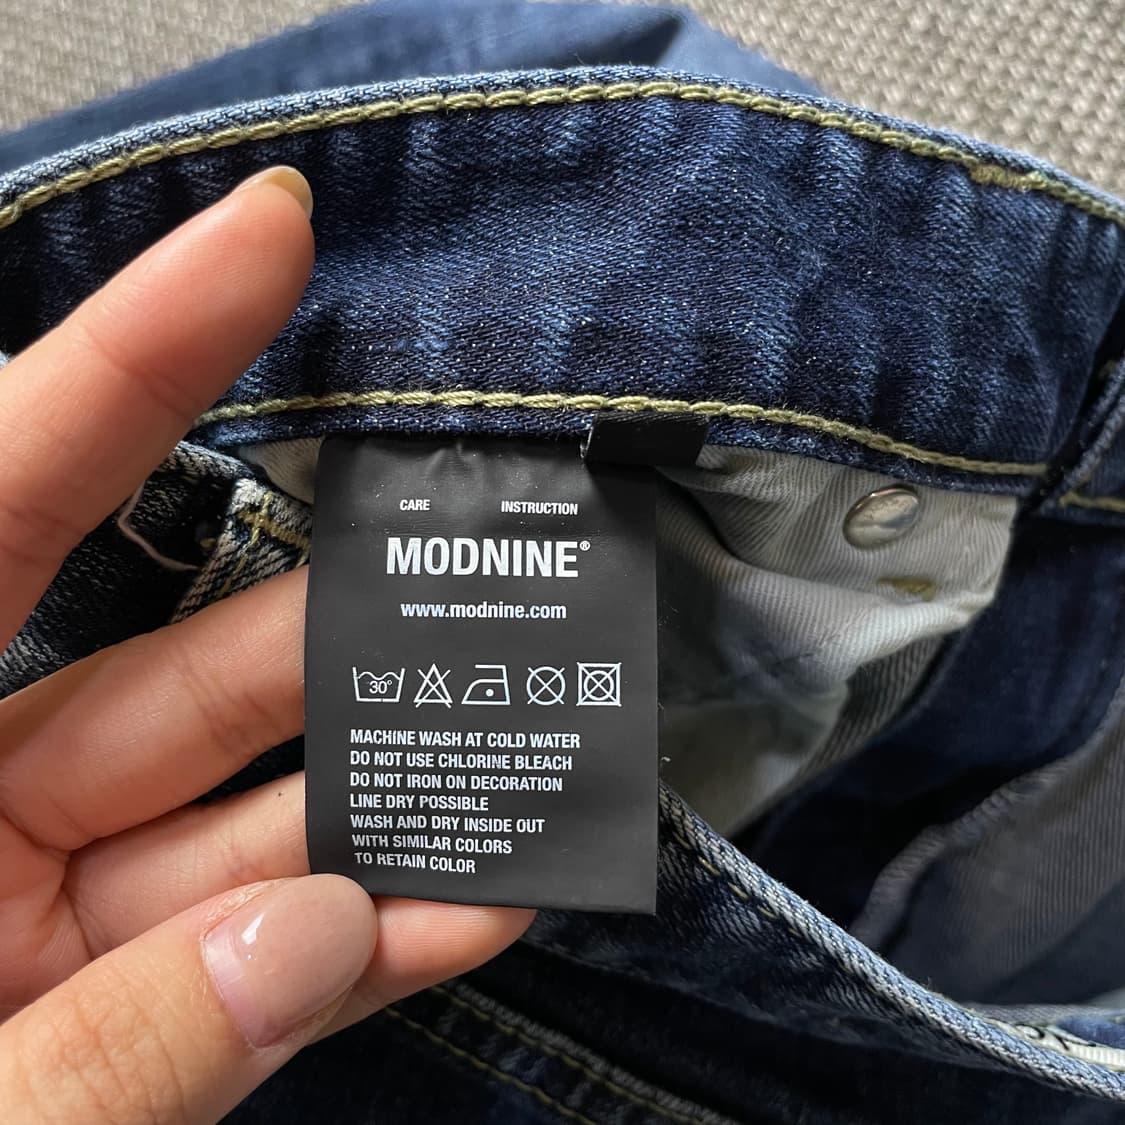 CARE INSTRUCTION
MODNINE®
www.modnine.com
30°
MACHINE WASH AT COLD WATER
DO NOT USE CHLORINE BLEACH
DO NOT IRON ON DECORATION
LINE DRY POSSIBLE
WASH AND DRY INSIDE OUT
WITH SIMILAR COLORS
TO RETAIN COLOR